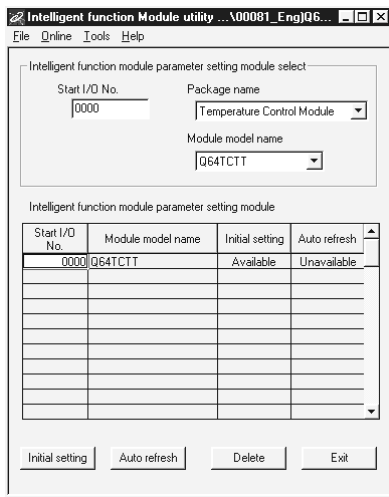 Intelligent function Module utility ...\00081_Eng]Q6...
File Online Tools Help
Intelligent function module parameter setting module select
Start I/O No. Package name
0000 Temperature Control Module
Module model name
Q64TCTT
Intelligent function module parameter setting module
Start I/O No. Module model name Initial setting Auto refresh
0000 Q64TCTT Available Unavailable
Initial setting Auto refresh Delete Exit